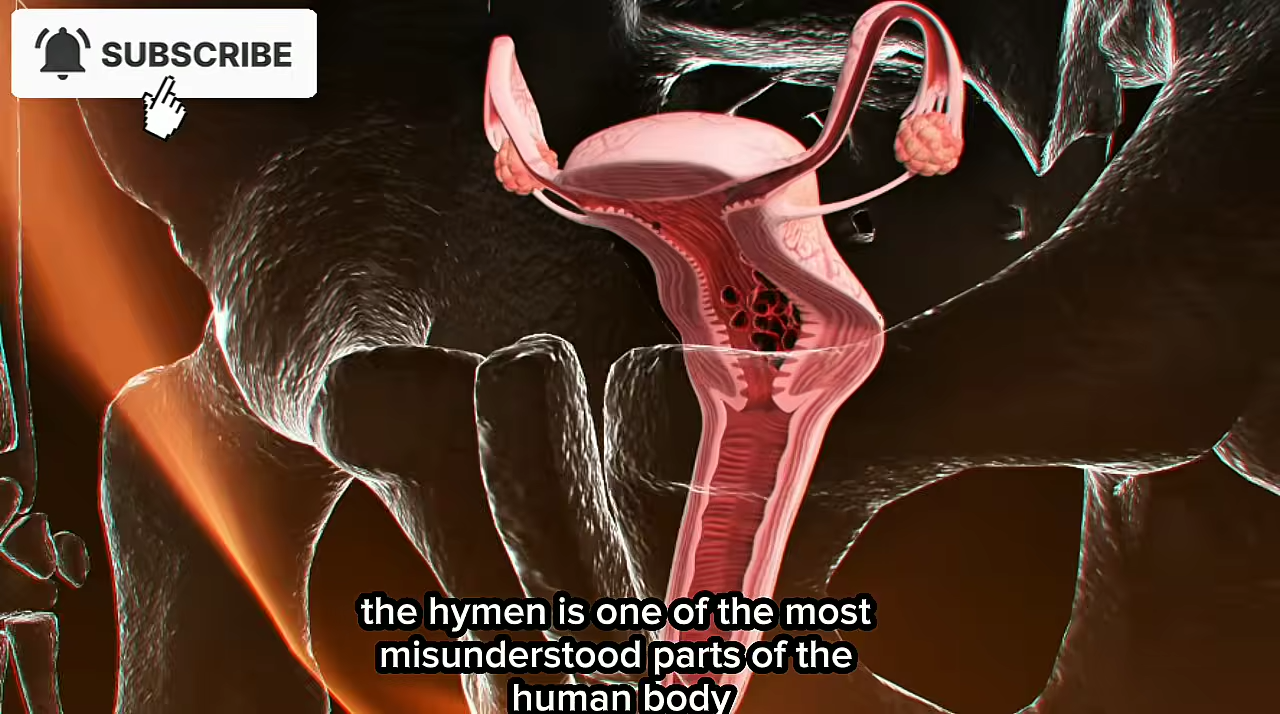 SUBSCRIBE
the hymen is one of the most
misunderstood parts of the
human body